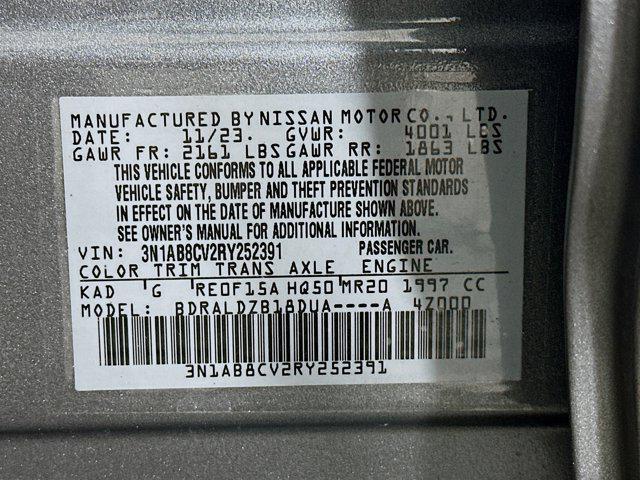 MANUFACTURED BY NISSAN MOTOR CO., LTD.
DATE: 11/23. GVWR: 4001 LBS
GAWR FR: 2161 LBS GAWR RR: 1863 LBS
THIS VEHICLE CONFORMS TO ALL APPLICABLE FEDERAL MOTOR
VEHICLE SAFETY, BUMPER AND THEFT PREVENTION STANDARDS
IN EFFECT ON THE DATE OF MANUFACTURE SHOWN ABOVE.
SEE OWNER'S MANUAL FOR ADDITIONAL INFORMATION.
VIN: 3N1AB8CV2RY252391 PASSENGER CAR.
COLOR TRIM TRANS AXLE ENGINE
KAD G RE0F15A HQ50 MR20 1997 CC
MODEL: BDRALDZB18DUA----A 4Z000
3N1AB8CV2RY252391